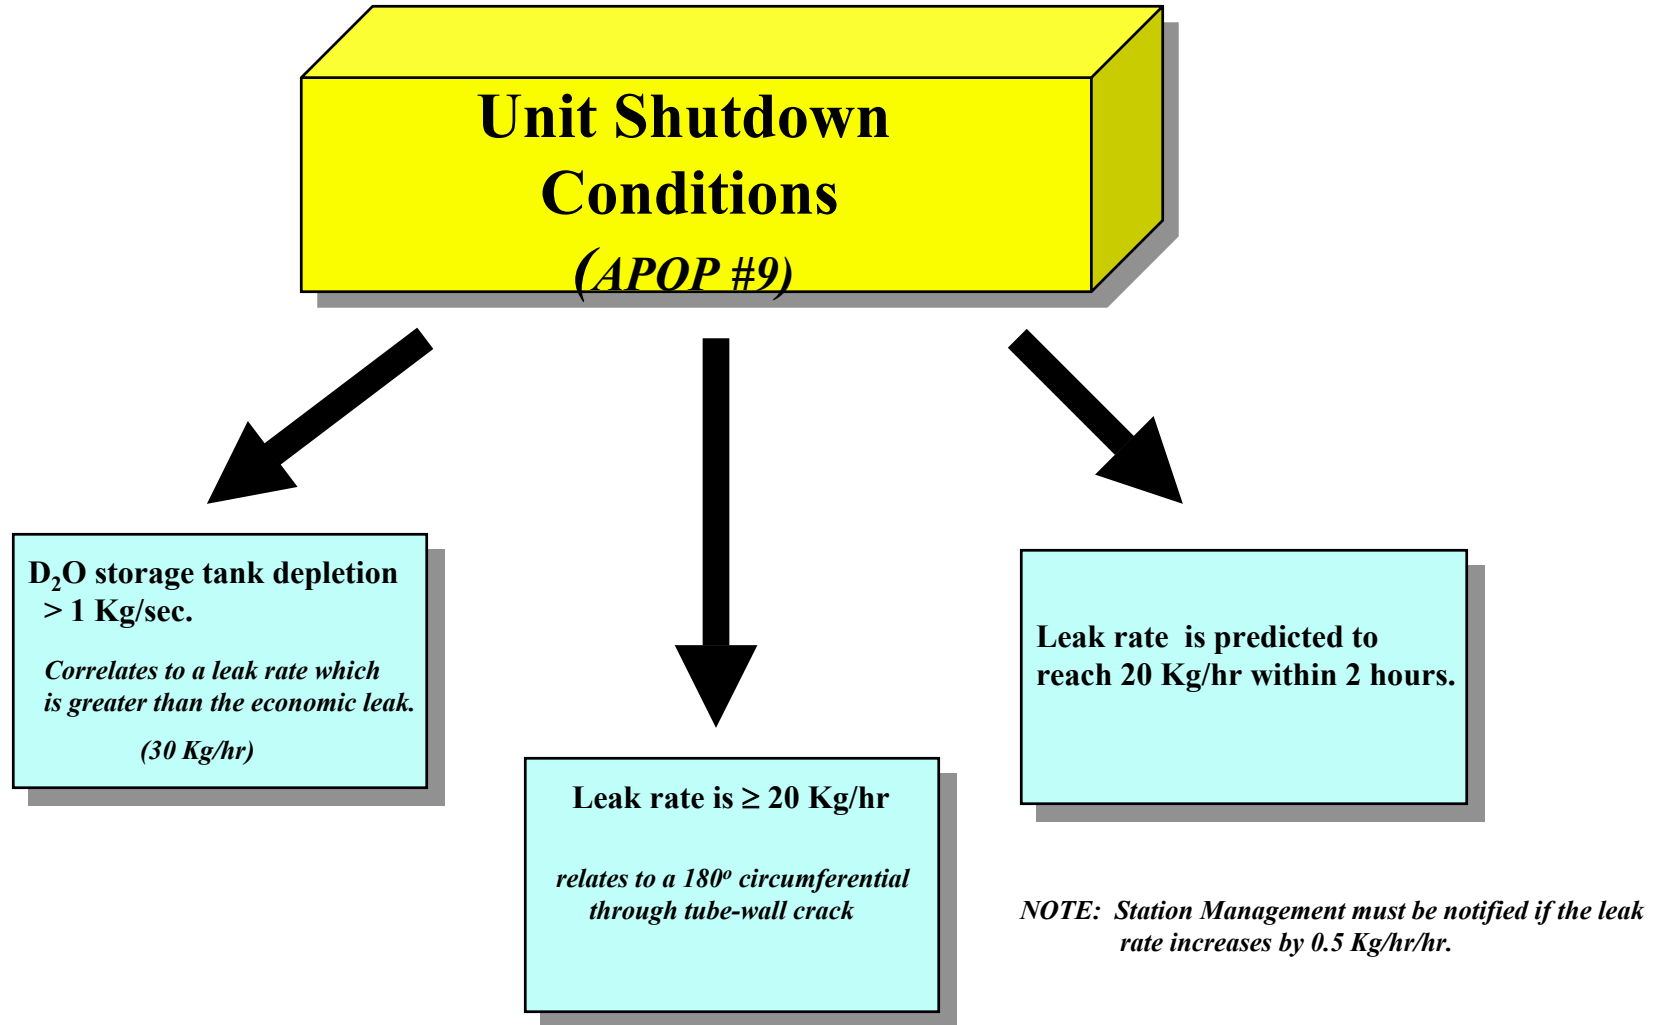 Unit Shutdown
Conditions
(APOP #9)
D₂O storage tank depletion
> 1 Kg/sec.
Correlates to a leak rate which
is greater than the economic leak.
(30 Kg/hr)
Leak rate is ≥ 20 Kg/hr
relates to a 180º circumferential
through tube-wall crack
Leak rate  is predicted to
reach 20 Kg/hr within 2 hours.
NOTE:  Station Management must be notified if the leak
rate increases by 0.5 Kg/hr/hr.